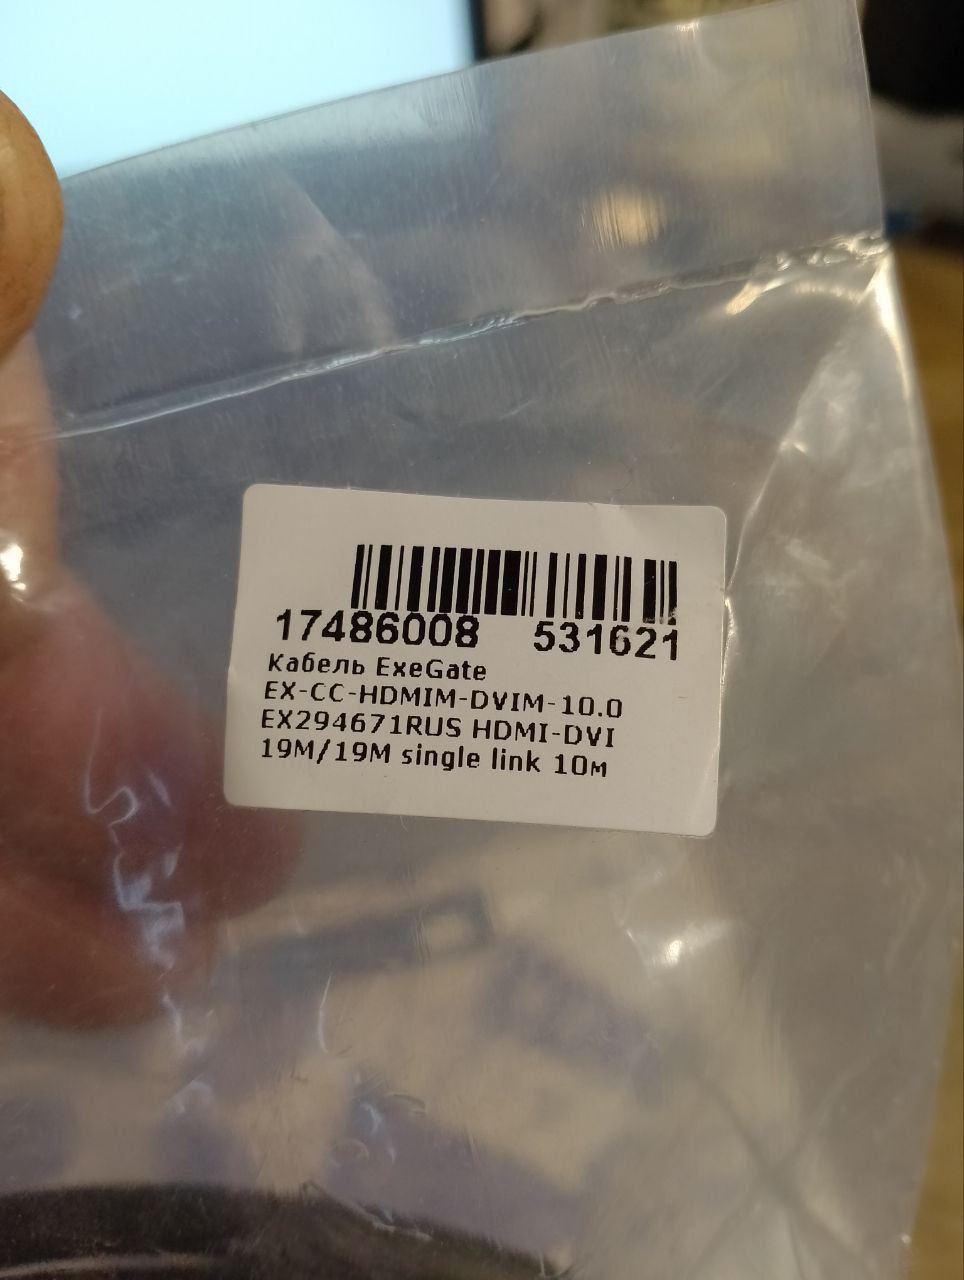 17486008 531621
Кабель ExeGate
EX-CC-HDMIM-DVIM-10.0
EX294671RUS HDMI-DVI
19M/19M single link 10м